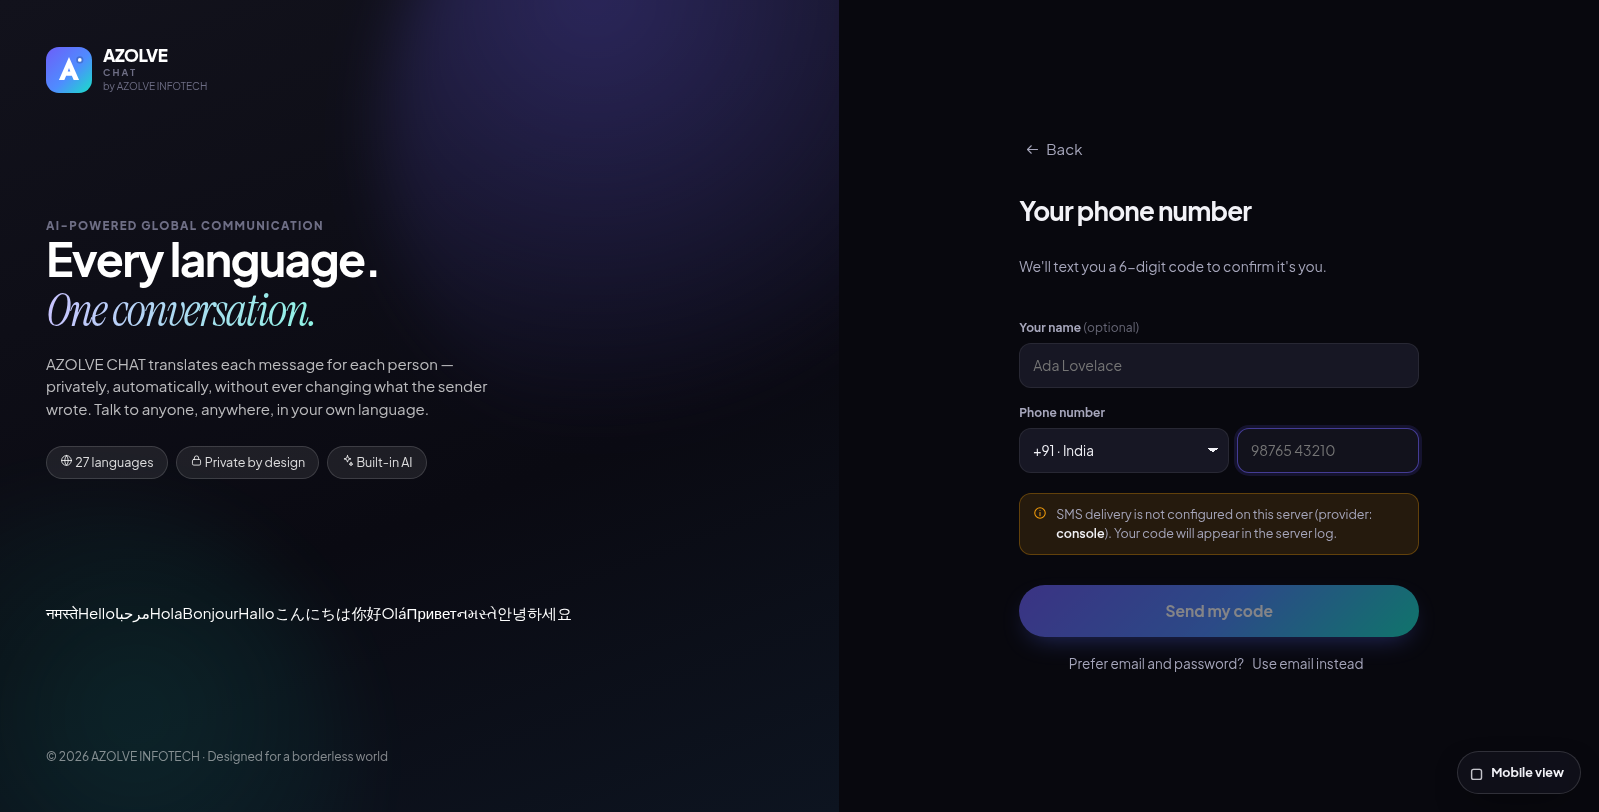 AZOLVE
CHAT
by AZOLVE INFOTECH
AI-POWERED GLOBAL COMMUNICATION
Every language.
One conversation.
AZOLVE CHAT translates each message for each person —
privately, automatically, without ever changing what the sender
wrote. Talk to anyone, anywhere, in your own language.
27 languages
Private by design
Built-in AI
नमस्तेHelloمرحباHolaBonjourHalloこんにちは你好OláПриветનમસ્તે안녕하세요
© 2026 AZOLVE INFOTECH · Designed for a borderless world
← Back
Your phone number
We'll text you a 6-digit code to confirm it's you.
Your name (optional)
Ada Lovelace
Phone number
+91 · India
98765 43210
SMS delivery is not configured on this server (provider:
console). Your code will appear in the server log.
Send my code
Prefer email and password? Use email instead
Mobile view